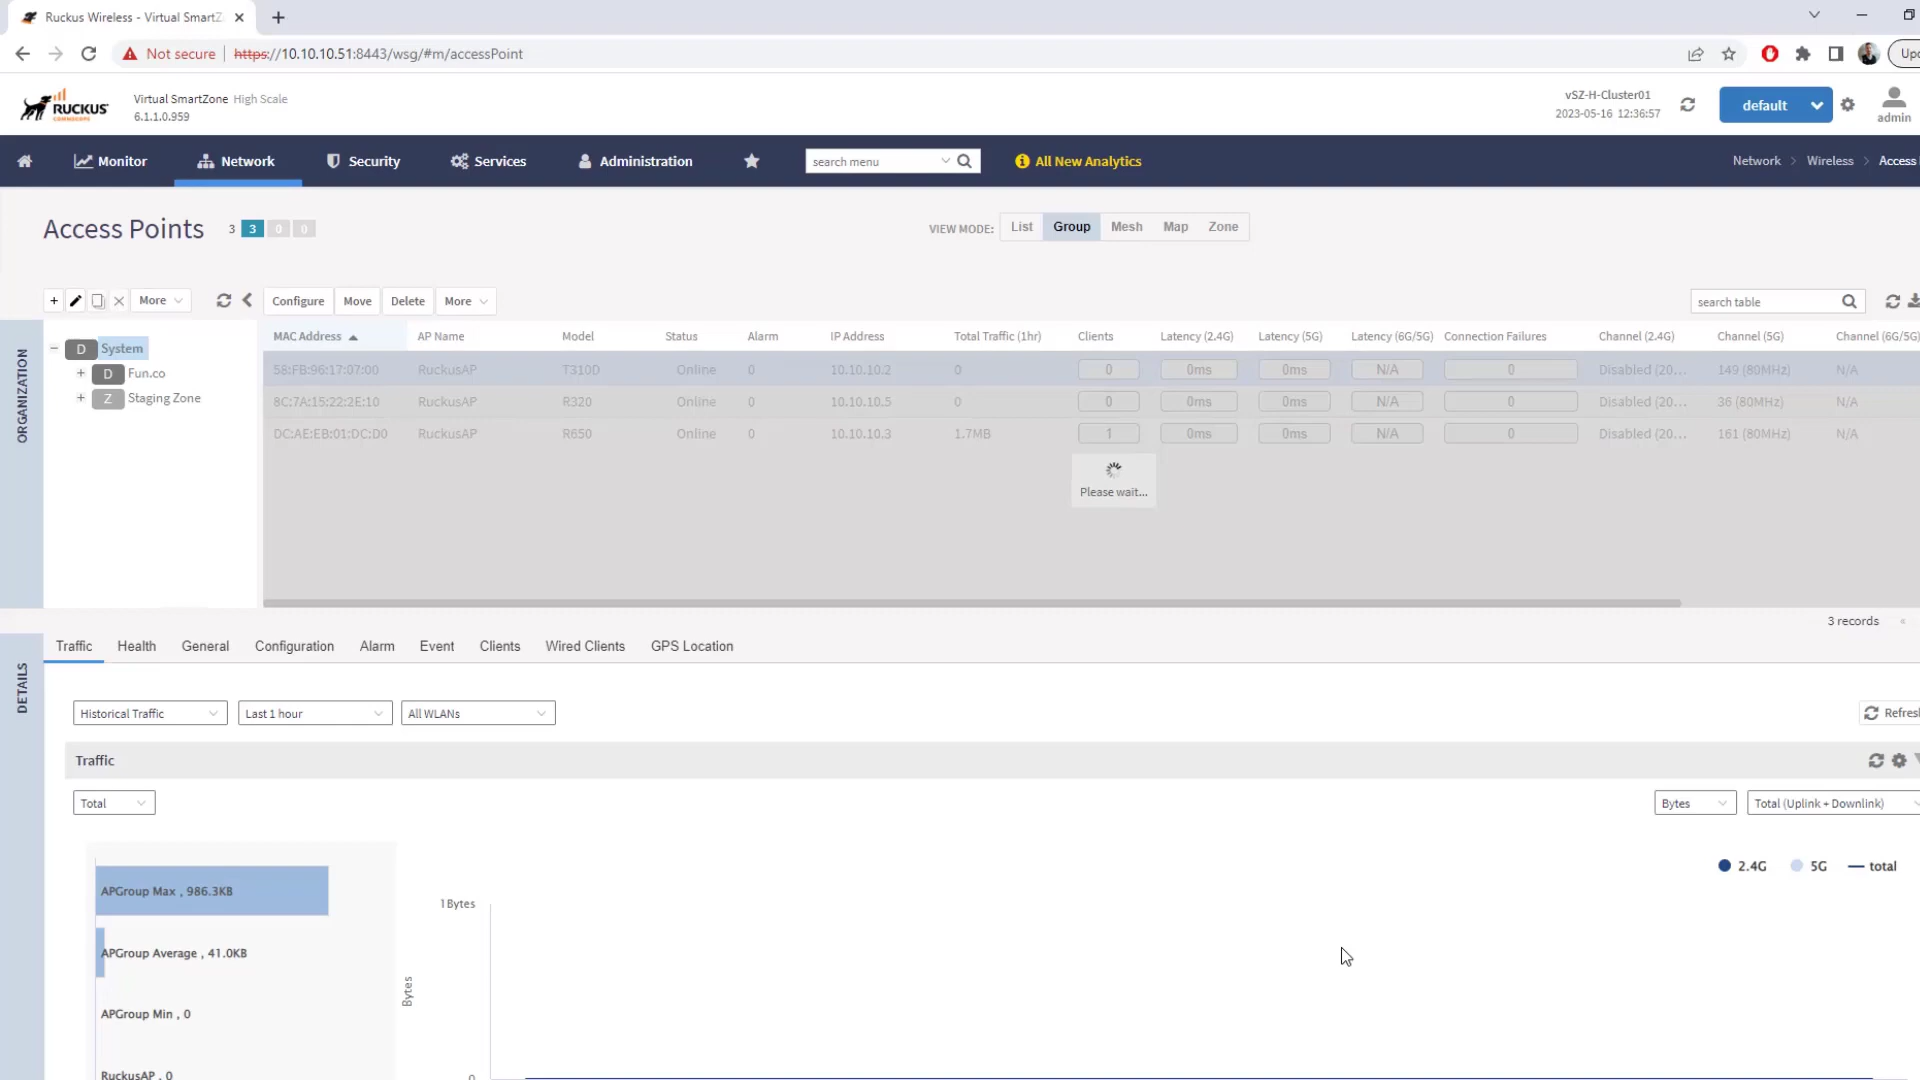 Ruckus Wireless - Virtual SmartZ
Not secure | https://10.10.10.51:8443/wsg/#m/accessPoint
Upd
RUCKUS
COMMSCOPE
Virtual SmartZone High Scale
6.1.1.0.959
vSZ-H-Cluster01
2023-05-16 12:36:57
default
admin
Monitor Network Security Services Administration search menu All New Analytics Network > Wireless > Access
Access Points 3 3 0 0 VIEW MODE: List Group Mesh Map Zone
+ More Configure Move Delete More search table
ORGANIZATION
D System
+ D Fun.co
+ Z Staging Zone
MAC Address AP Name Model Status Alarm IP Address Total Traffic (1hr) Clients Latency (2.4G) Latency (5G) Latency (6G/5G) Connection Failures Channel (2.4G) Channel (5G) Channel (6G/5G)
58:FB:96:17:07:00 RuckusAP T310D Online 0 10.10.10.2 0 0 0ms 0ms N/A 0 Disabled (20... 149 (80MHz) N/A
8C:7A:15:22:2E:10 RuckusAP R320 Online 0 10.10.10.5 0 0 0ms 0ms N/A 0 Disabled (20... 36 (80MHz) N/A
DC:AE:EB:01:DC:D0 RuckusAP R650 Online 0 10.10.10.3 1.7MB 1 0ms 0ms N/A 0 Disabled (20... 161 (80MHz) N/A
Please wait...
3 records «
DETAILS
Traffic Health General Configuration Alarm Event Clients Wired Clients GPS Location
Historical Traffic Last 1 hour All WLANs Refresh
Traffic
Total Bytes Total (Uplink + Downlink)
2.4G 5G total
APGroup Max , 986.3KB
APGroup Average , 41.0KB
APGroup Min , 0
RuckusAP , 0
1 Bytes
Bytes
0